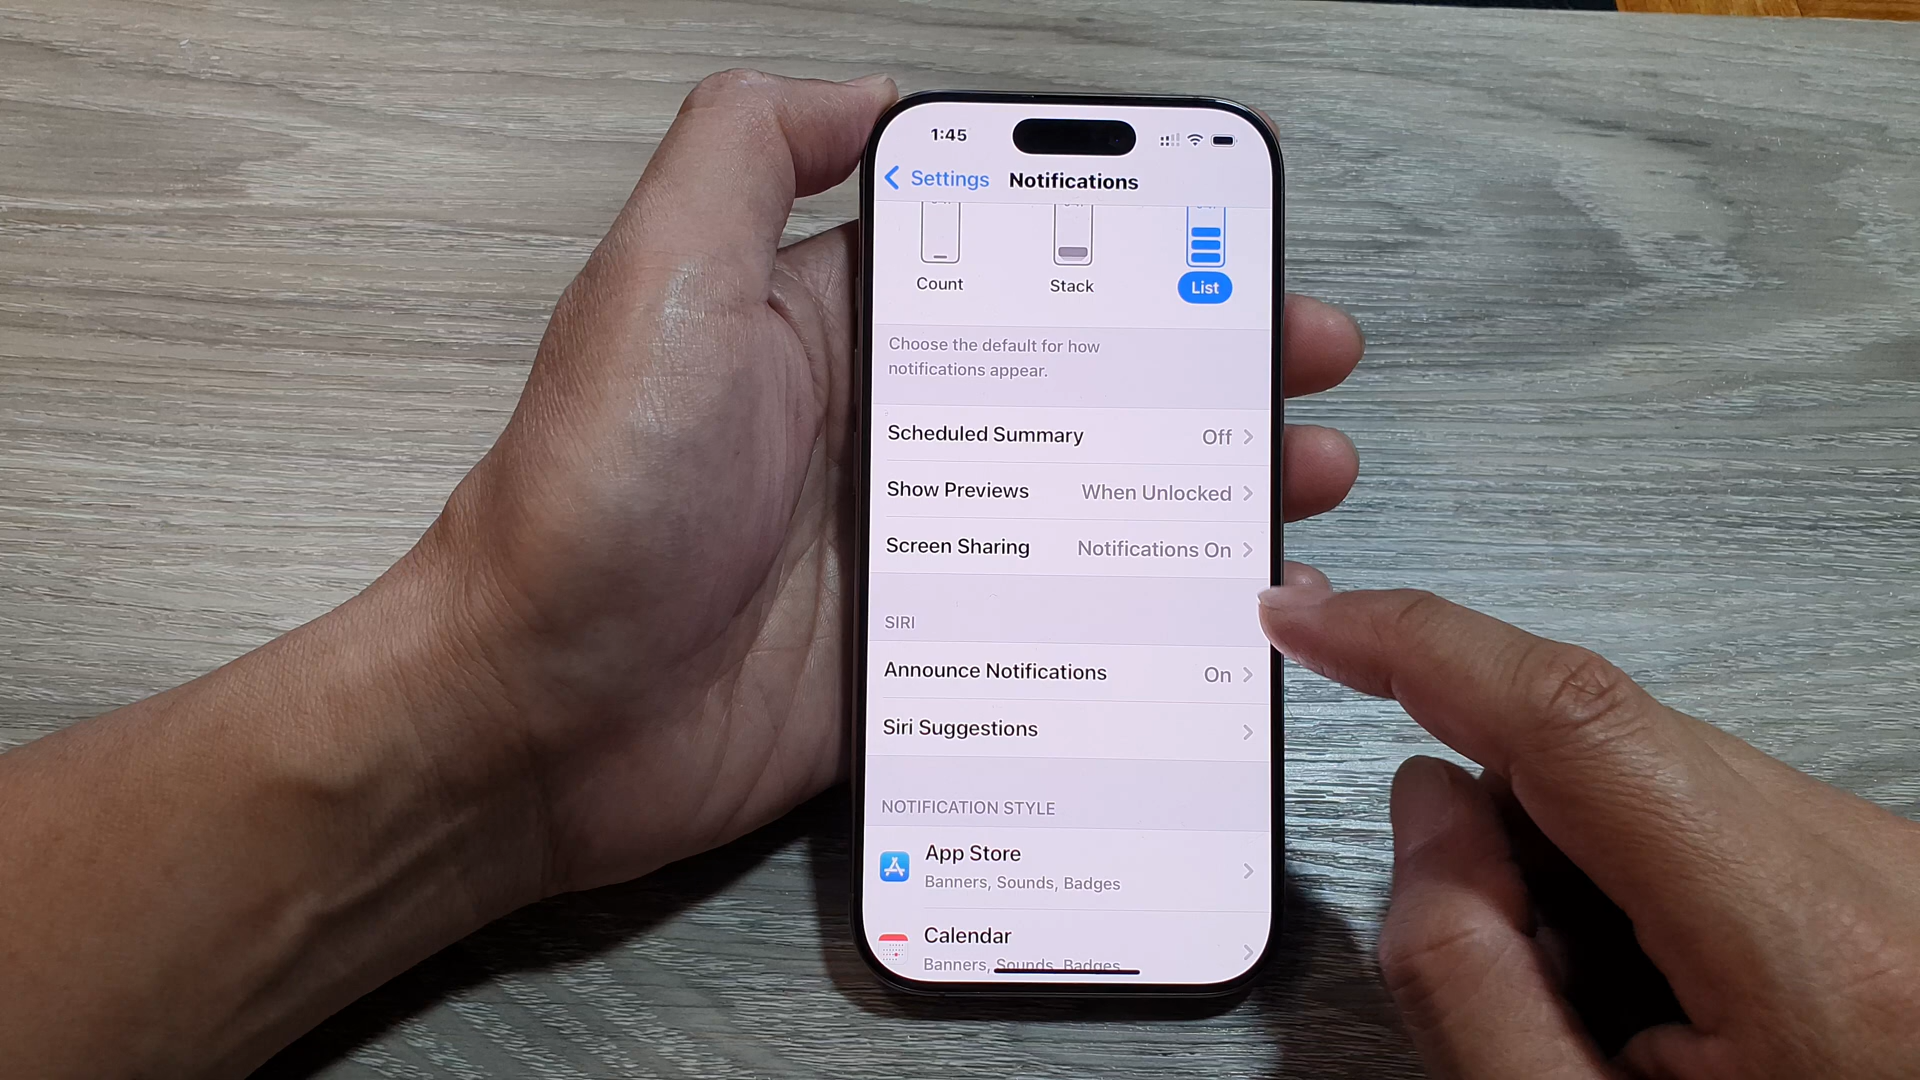 1:45
Settings Notifications
Count Stack List
Choose the default for how
notifications appear.
Scheduled Summary Off
Show Previews When Unlocked
Screen Sharing Notifications On
SIRI
Announce Notifications On
Siri Suggestions
NOTIFICATION STYLE
App Store
Banners, Sounds, Badges
Calendar
Banners, Sounds, Badges